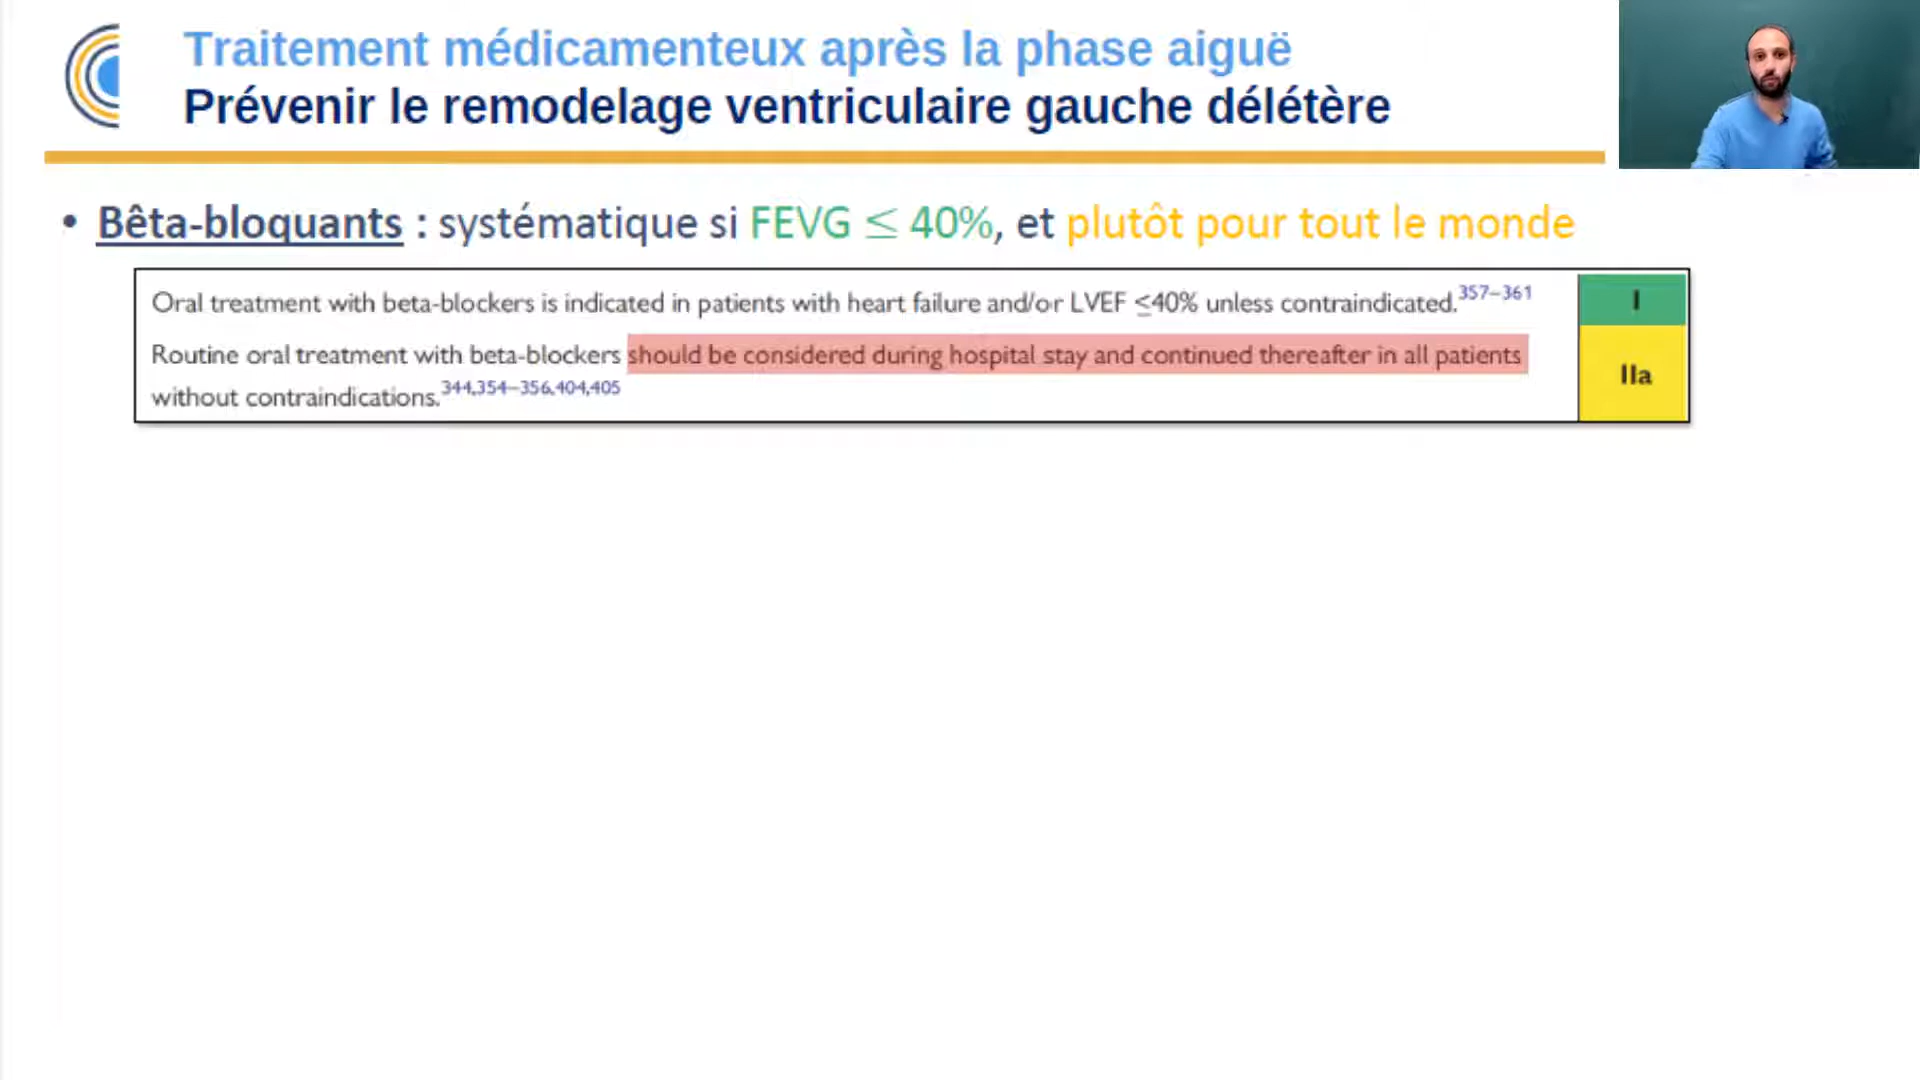 Traitement médicamenteux après la phase aiguë
Prévenir le remodelage ventriculaire gauche délétère
• Bêta-bloquants : systématique si FEVG ≤ 40%, et plutôt pour tout le monde
Oral treatment with beta-blockers is indicated in patients with heart failure and/or LVEF ≤40% unless contraindicated.357–361
I
Routine oral treatment with beta-blockers should be considered during hospital stay and continued thereafter in all patients
without contraindications.344,354–356,404,405
IIa